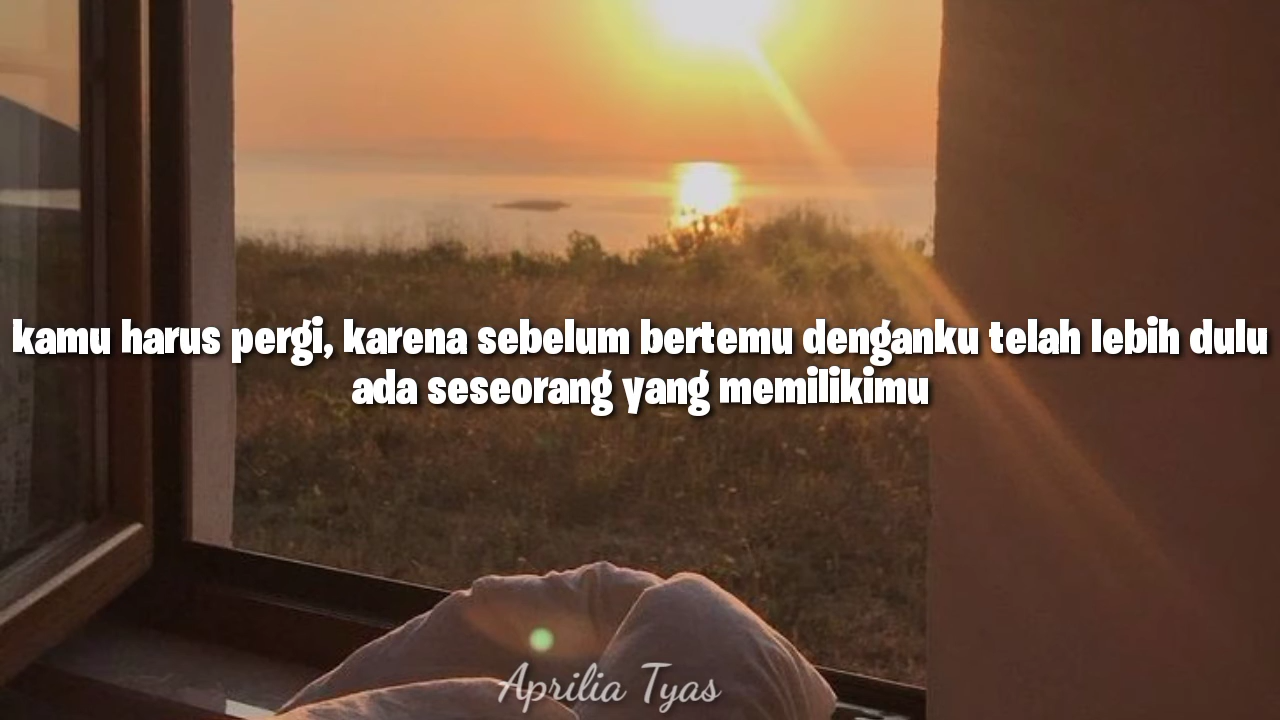 kamu harus pergi, karena sebelum bertemu denganku telah lebih dulu
ada seseorang yang memilikimu
Aprilia Tyas